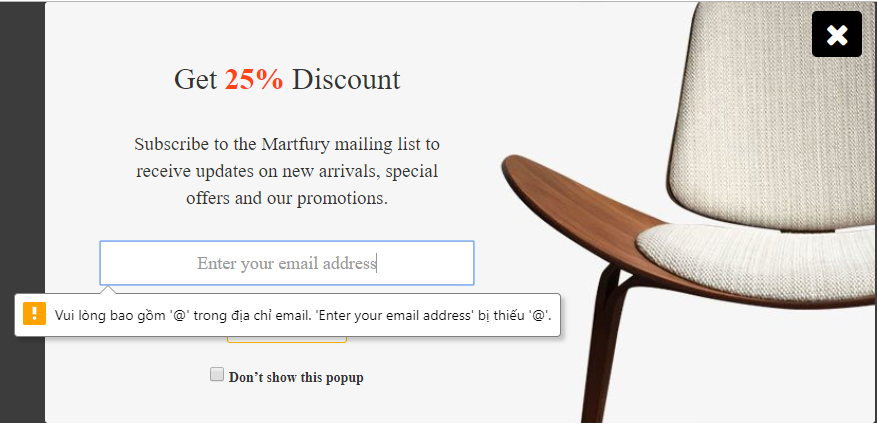 Get 25% Discount
Subscribe to the Martfury mailing list to
receive updates on new arrivals, special
offers and our promotions.
Enter your email address
Vui lòng bao gồm '@' trong địa chỉ email. 'Enter your email address' bị thiếu '@'.
Don’t show this popup